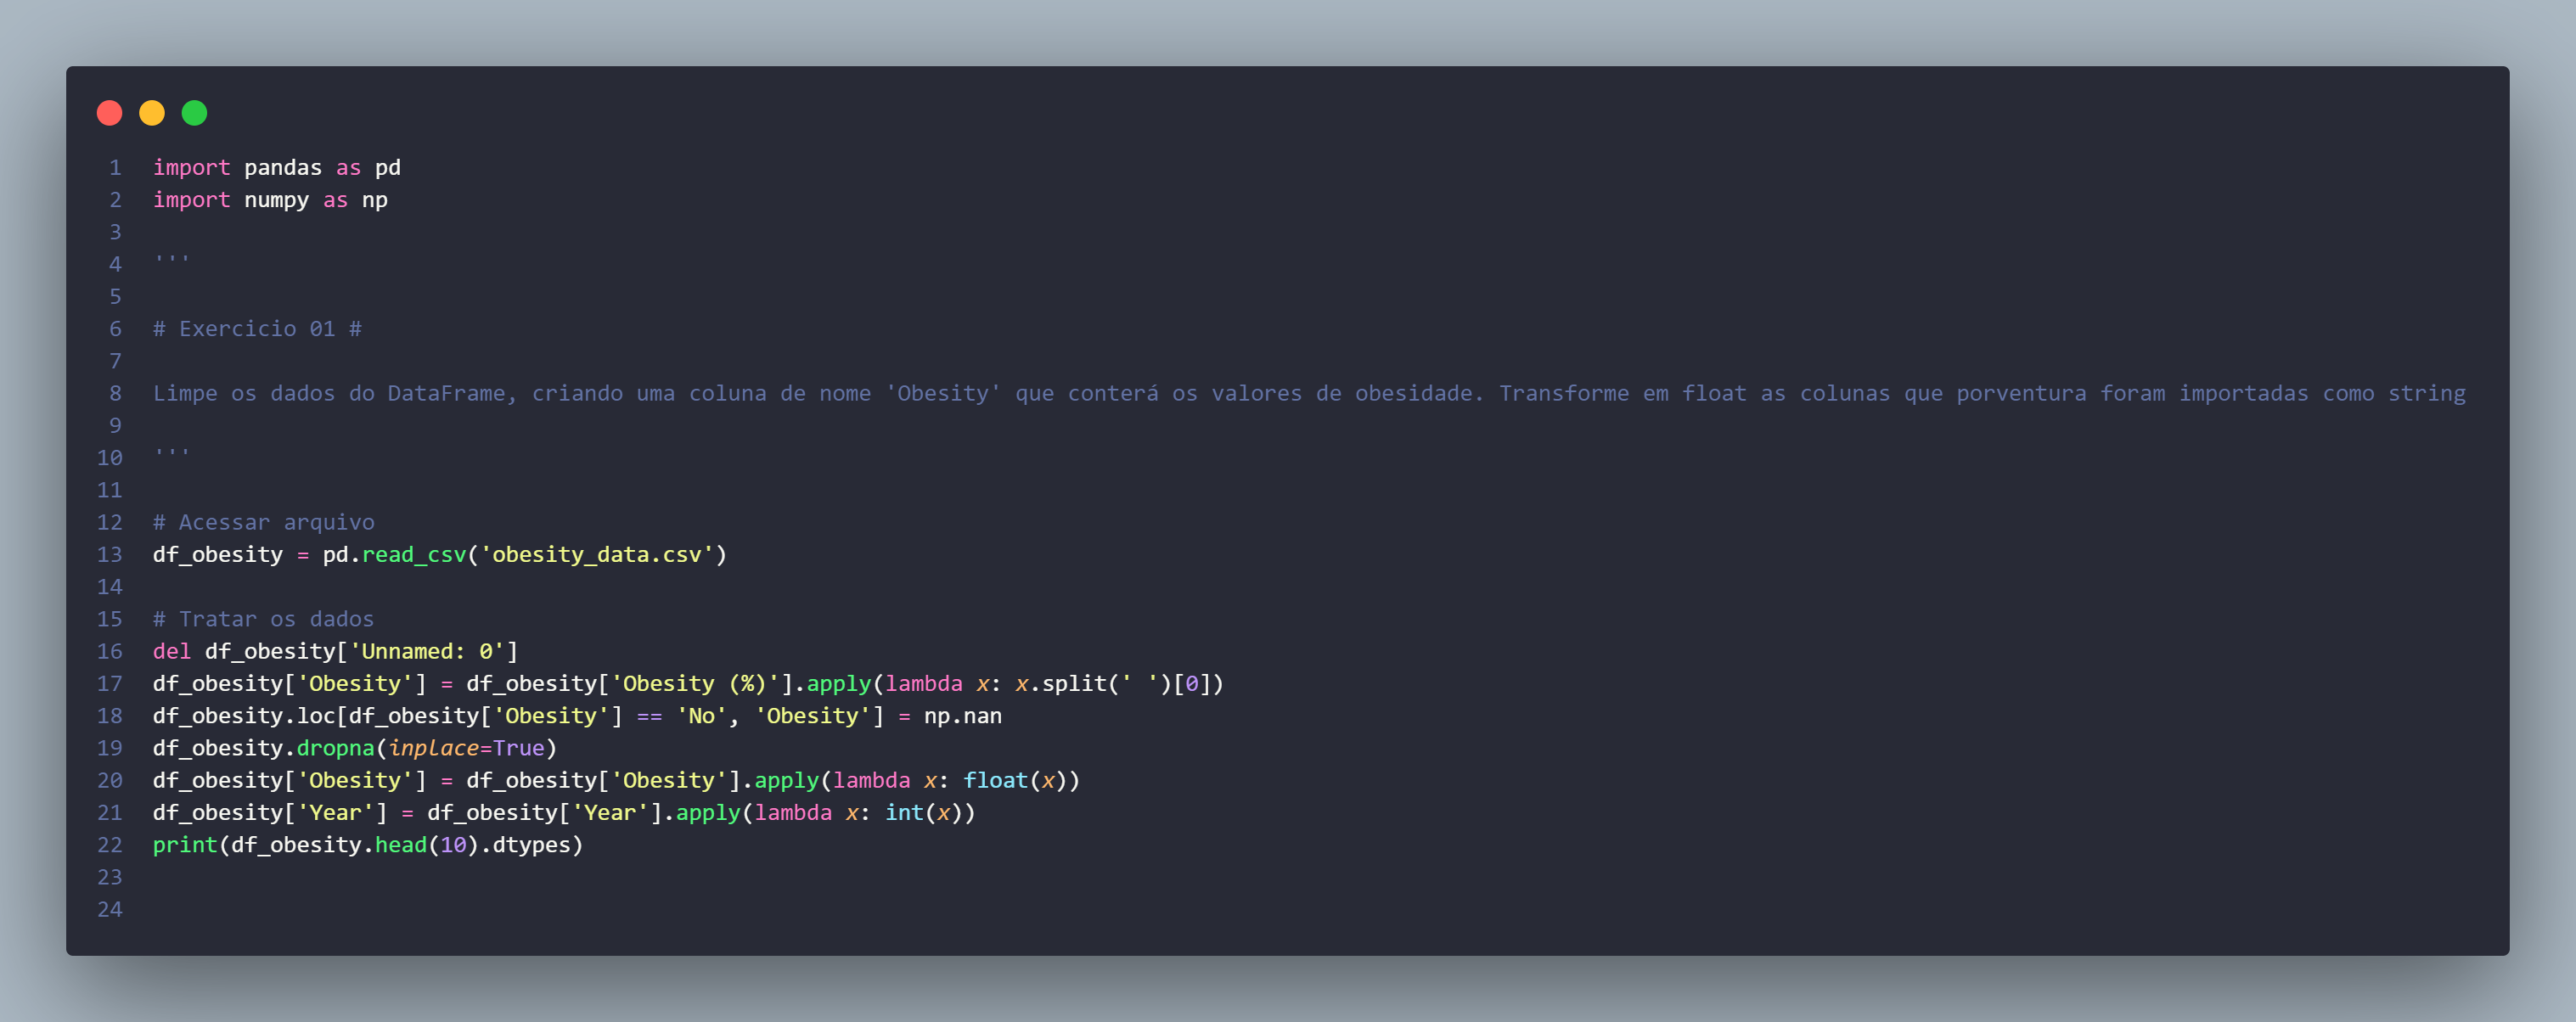 1 import pandas as pd
2 import numpy as np
3
4 '''
5
6 # Exercicio 01 #
7
8 Limpe os dados do DataFrame, criando uma coluna de nome 'Obesity' que conterá os valores de obesidade. Transforme em float as colunas que porventura foram importadas como string
9
10 '''
11
12 # Acessar arquivo
13 df_obesity = pd.read_csv('obesity_data.csv')
14
15 # Tratar os dados
16 del df_obesity['Unnamed: 0']
17 df_obesity['Obesity'] = df_obesity['Obesity (%)'].apply(lambda x: x.split(' ')[0])
18 df_obesity.loc[df_obesity['Obesity'] == 'No', 'Obesity'] = np.nan
19 df_obesity.dropna(inplace=True)
20 df_obesity['Obesity'] = df_obesity['Obesity'].apply(lambda x: float(x))
21 df_obesity['Year'] = df_obesity['Year'].apply(lambda x: int(x))
22 print(df_obesity.head(10).dtypes)
23
24